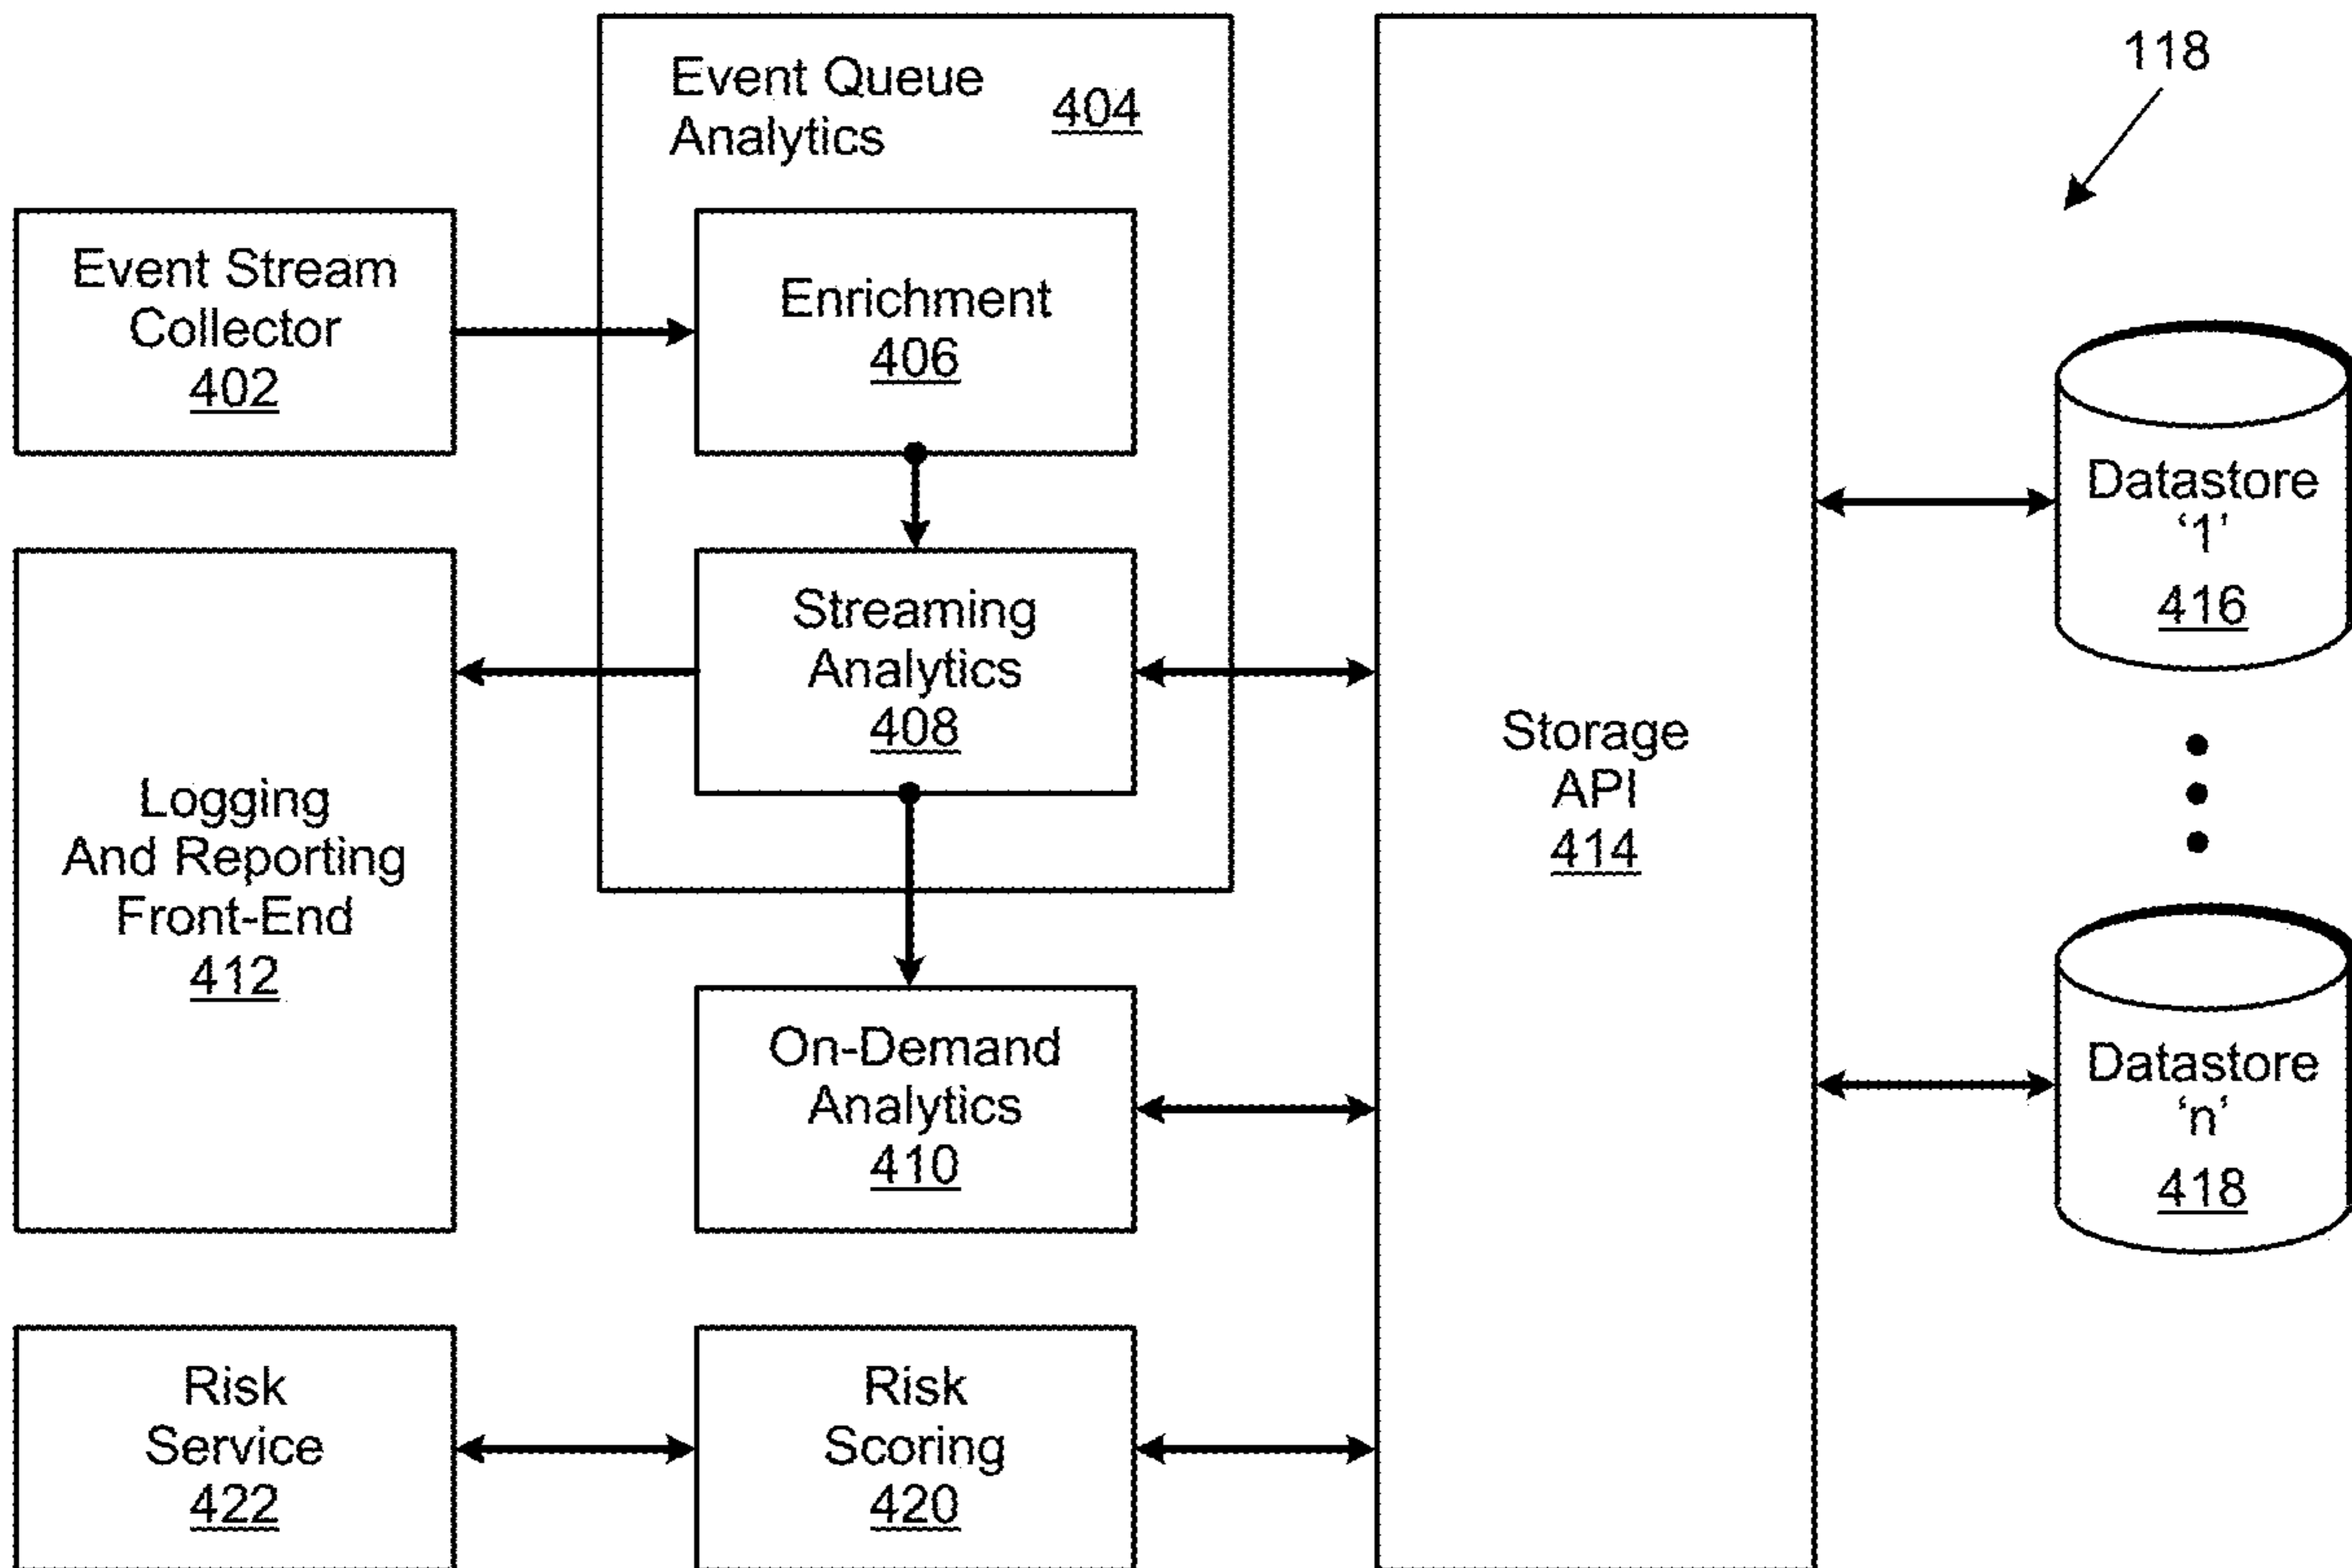 Event Queue
Analytics
404
118
Event Stream
Collector
402
Enrichment
406
Streaming
Analytics
408
Logging
And Reporting
Front-End
412
On-Demand
Analytics
410
Storage
API
414
Datastore
‘1’
416
Datastore
‘n’
418
Risk
Service
422
Risk
Scoring
420